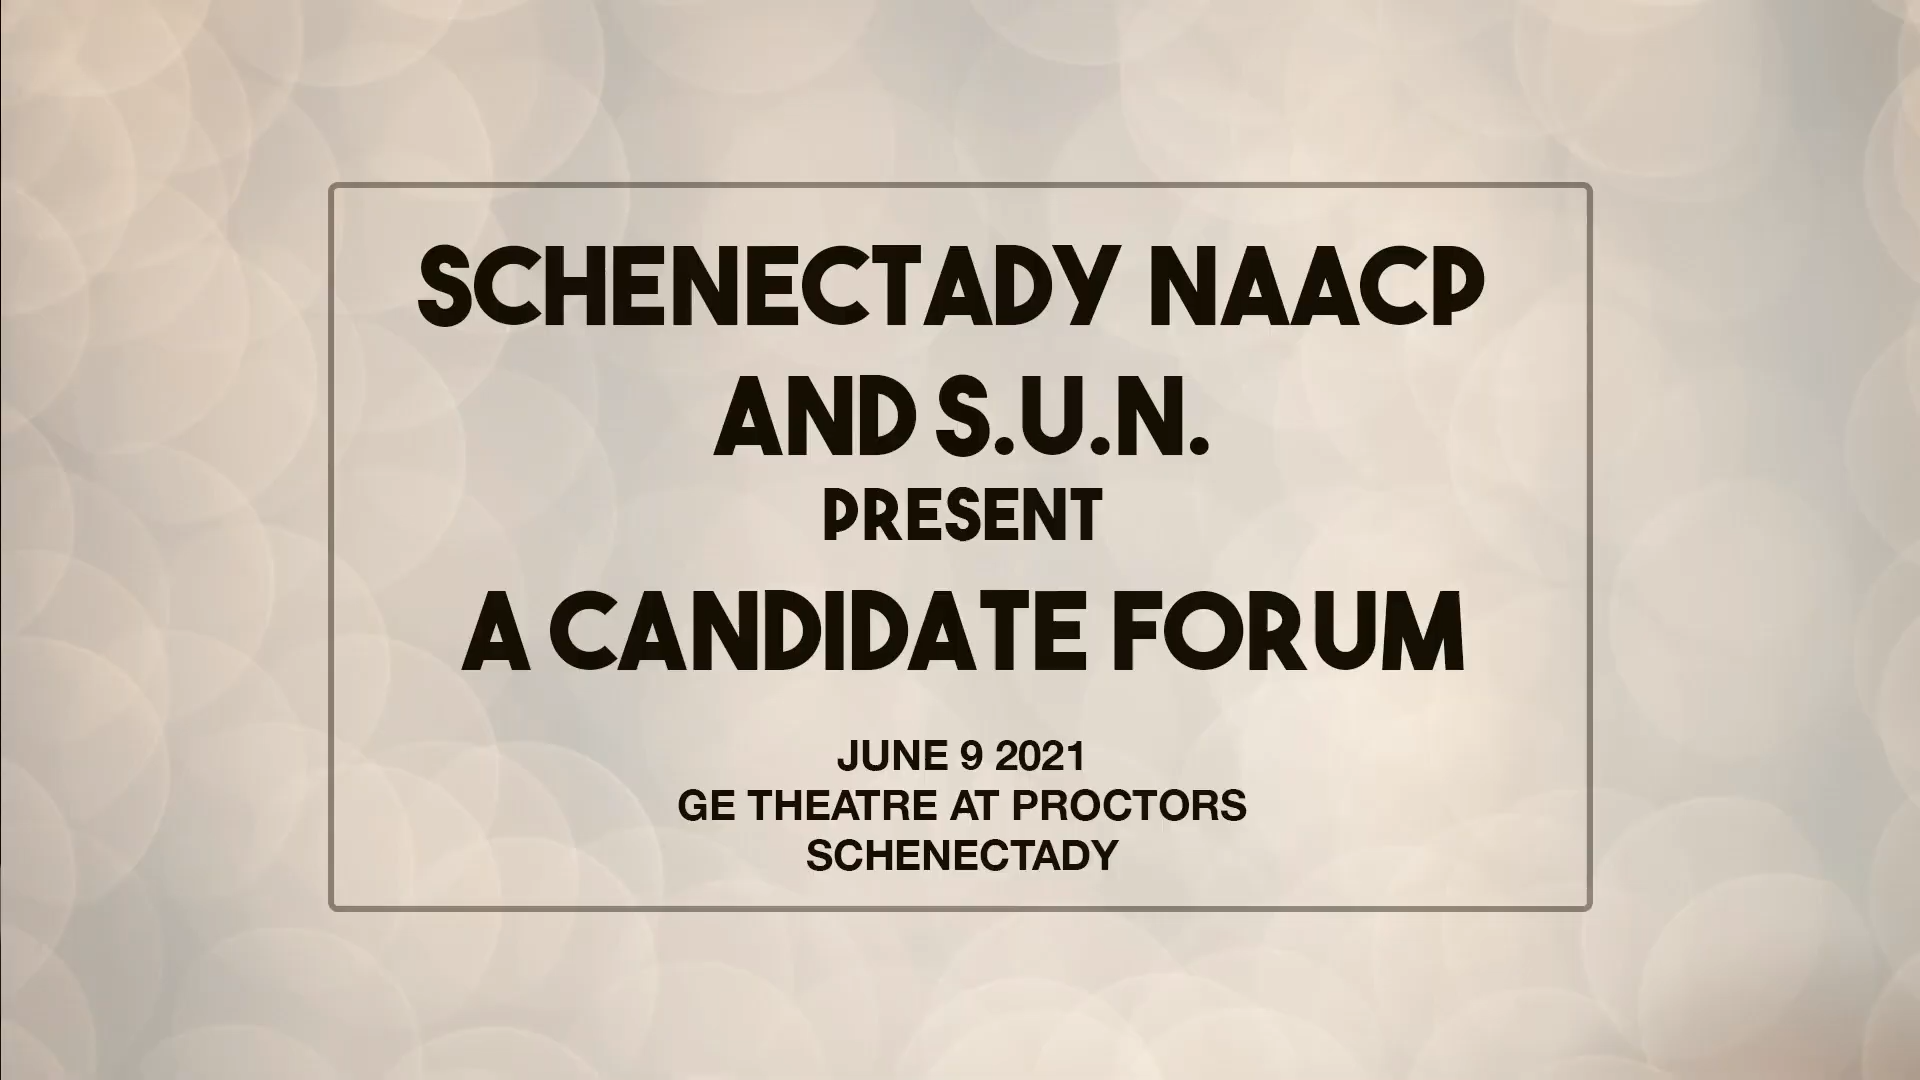 SCHENECTADY NAACP
AND S.U.N.
PRESENT
A CANDIDATE FORUM
JUNE 9 2021
GE THEATRE AT PROCTORS
SCHENECTADY